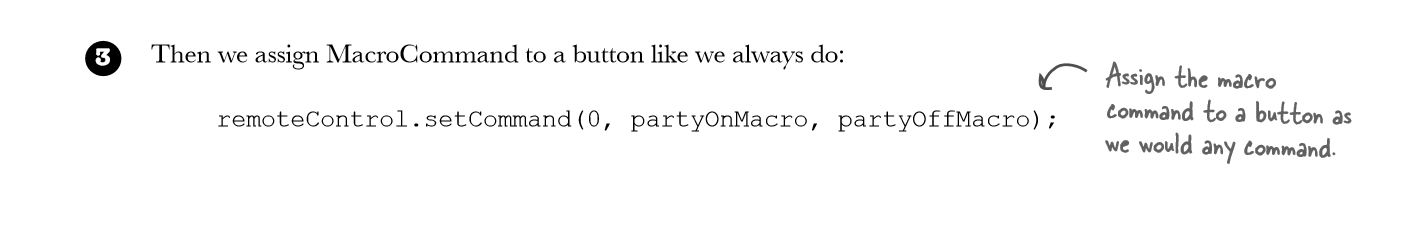 3 Then we assign MacroCommand to a button like we always do:
remoteControl.setCommand(0, partyOnMacro, partyOffMacro);
Assign the macro
command to a button as
we would any command.